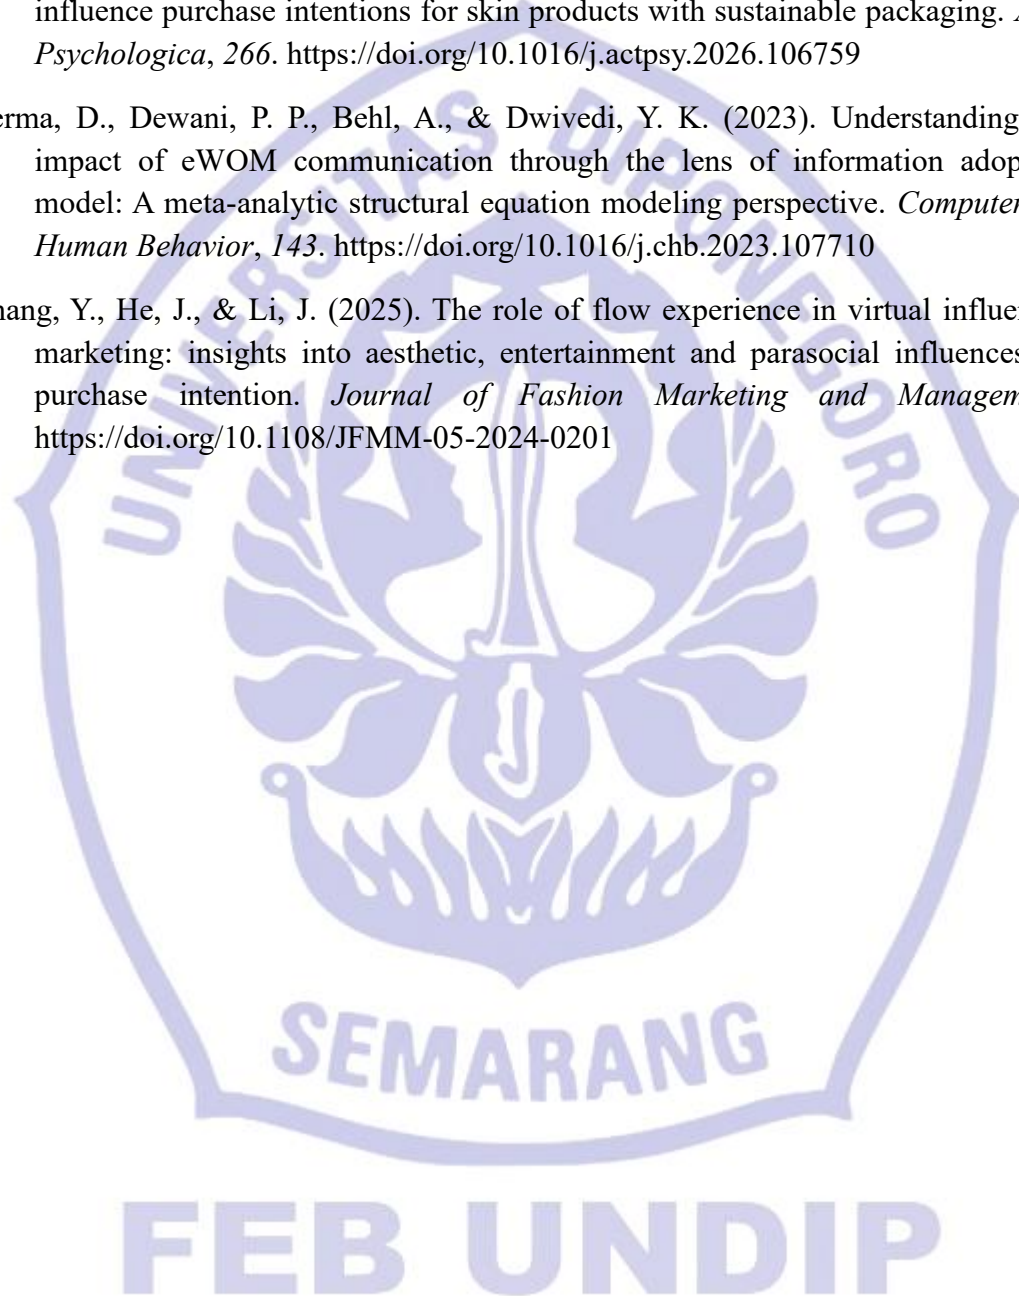 influence purchase intentions for skin products with sustainable packaging.
Psychologica, 266. https://doi.org/10.1016/j.actpsy.2026.106759
erma, D., Dewani, P. P., Behl, A., & Dwivedi, Y. K. (2023). Understanding
impact of eWOM communication through the lens of information adop
model: A meta-analytic structural equation modeling perspective. Computer
Human Behavior, 143. https://doi.org/10.1016/j.chb.2023.107710
hang, Y., He, J., & Li, J. (2025). The role of flow experience in virtual influe
marketing: insights into aesthetic, entertainment and parasocial influences
purchase intention. Journal of Fashion Marketing and Managem
https://doi.org/10.1108/JFMM-05-2024-0201
UNIVERSITAS DIPONEGORO
SEMARANG
FEB UNDIP